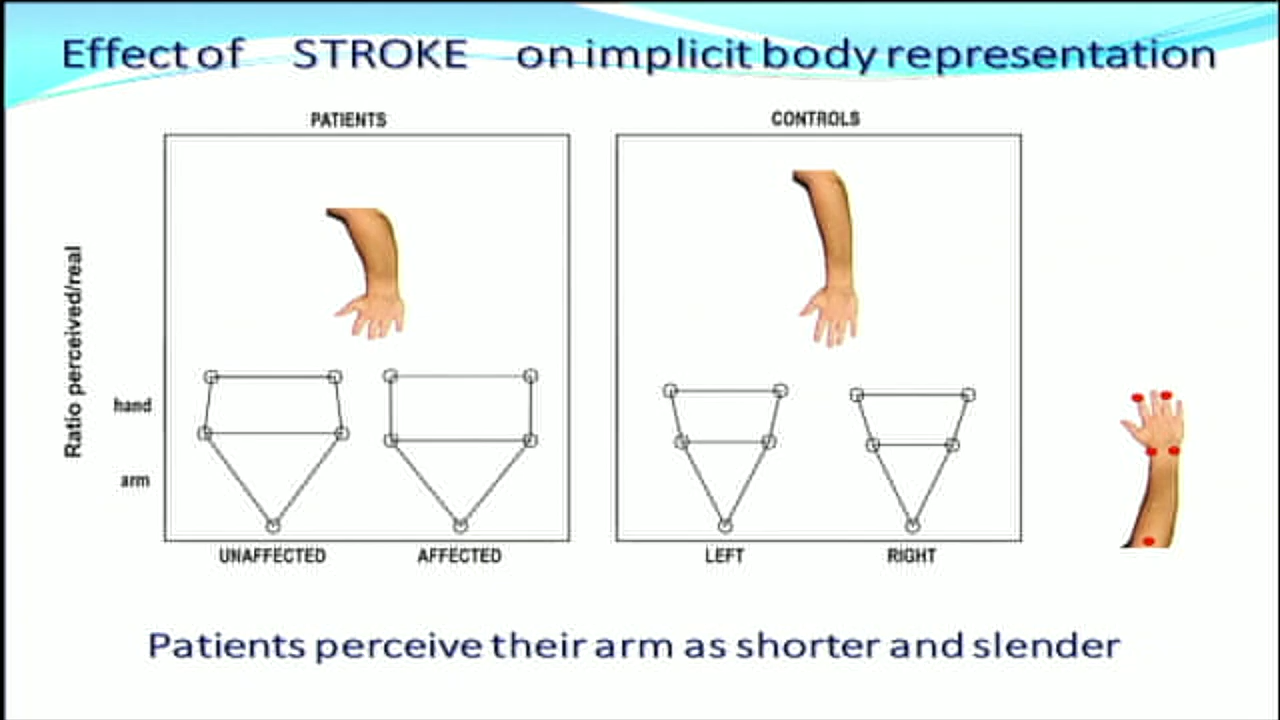 Effect of STROKE on implicit body representation
PATIENTS
CONTROLS
Ratio perceived/real
hand
arm
UNAFFECTED
AFFECTED
LEFT
RIGHT
Patients perceive their arm as shorter and slender